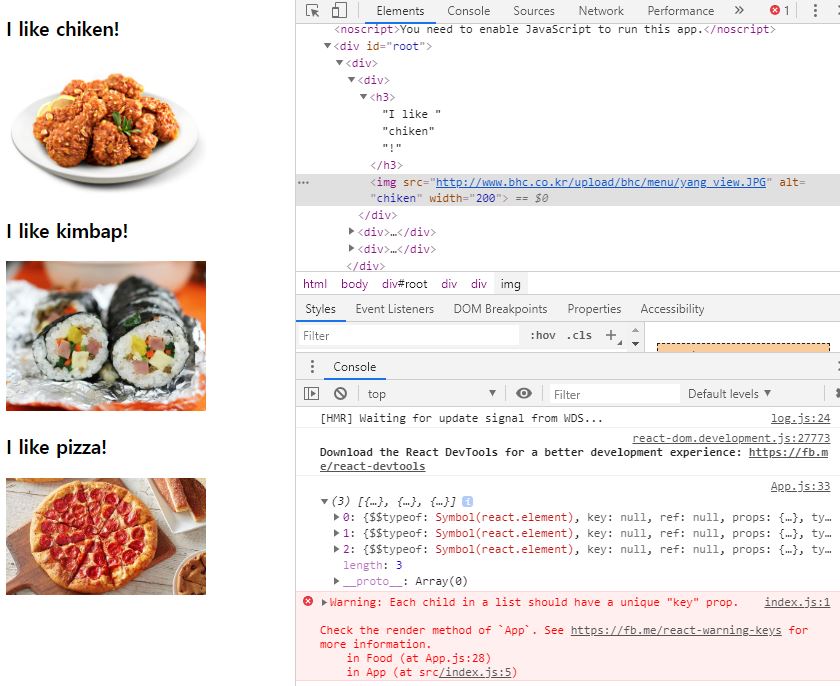 I like chiken!
I like kimbap!
I like pizza!
Elements Console Sources Network Performance » 1
<noscript>You need to enable JavaScript to run this app.</noscript>
<div id="root">
<div>
<div>
<h3>
"I like "
"chiken"
"!"
</h3>
<img src="http://www.bhc.co.kr/upload/bhc/menu/yang_view.JPG" alt=
"chiken" width="200"> == $0
</div>
<div>…</div>
<div>…</div>
</div>
html body div#root div div img
Styles Event Listeners DOM Breakpoints Properties Accessibility
Filter :hov .cls +
Console
top Filter Default levels ▼
[HMR] Waiting for update signal from WDS... log.js:24
react-dom.development.js:27773
Download the React DevTools for a better development experience: https://fb.m
e/react-devtools
App.js:33
(3) [{…}, {…}, {…}]
0: {$$typeof: Symbol(react.element), key: null, ref: null, props: {…}, ty…
1: {$$typeof: Symbol(react.element), key: null, ref: null, props: {…}, ty…
2: {$$typeof: Symbol(react.element), key: null, ref: null, props: {…}, ty…
length: 3
__proto__: Array(0)
Warning: Each child in a list should have a unique "key" prop. index.js:1
Check the render method of `App`. See https://fb.me/react-warning-keys for
more information.
in Food (at App.js:28)
in App (at src/index.js:5)